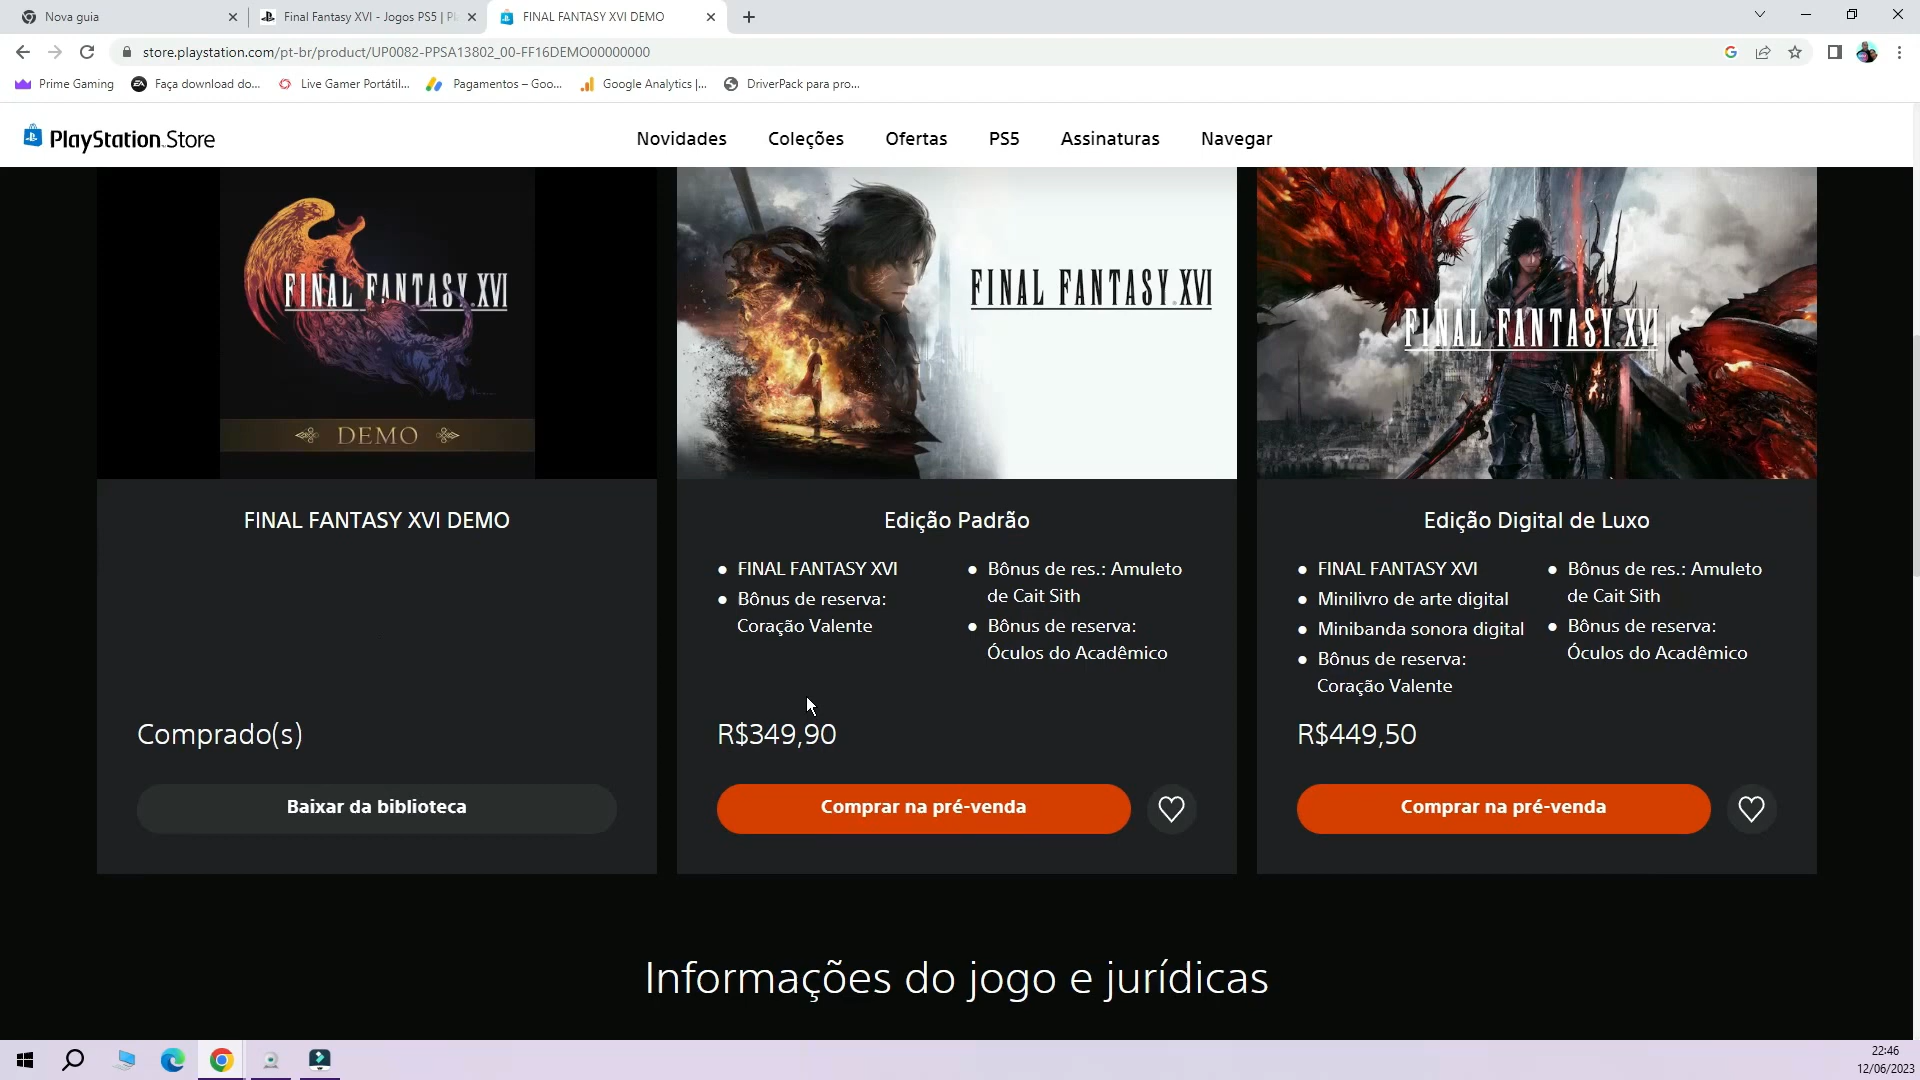 Nova guia
Final Fantasy XVI - Jogos PS5 | Pl
FINAL FANTASY XVI DEMO
store.playstation.com/pt-br/product/UP0082-PPSA13802_00-FF16DEMO00000000
Prime Gaming
Faça download do...
Live Gamer Portátil...
Pagamentos – Goo...
Google Analytics |...
DriverPack para pro...
PlayStation Store
Novidades
Coleções
Ofertas
PS5
Assinaturas
Navegar
FINAL FANTASY XVI
DEMO
FINAL FANTASY XVI
FINAL FANTASY XVI
FINAL FANTASY XVI DEMO
Comprado(s)
Baixar da biblioteca
Edição Padrão
FINAL FANTASY XVI
Bônus de reserva:
Coração Valente
Bônus de res.: Amuleto
de Cait Sith
Bônus de reserva:
Óculos do Acadêmico
R$349,90
Comprar na pré-venda
Edição Digital de Luxo
FINAL FANTASY XVI
Minilivro de arte digital
Minibanda sonora digital
Bônus de reserva:
Coração Valente
Bônus de res.: Amuleto
de Cait Sith
Bônus de reserva:
Óculos do Acadêmico
R$449,50
Comprar na pré-venda
Informações do jogo e jurídicas
22:46
12/06/2023